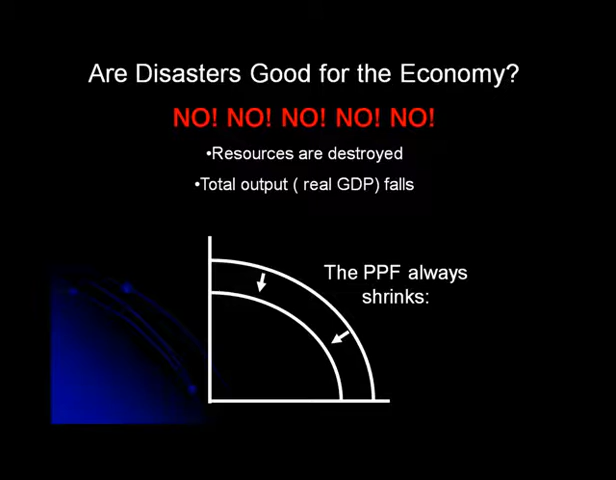 Are Disasters Good for the Economy?
NO! NO! NO! NO! NO!
•Resources are destroyed
•Total output ( real GDP) falls
The PPF always
shrinks: